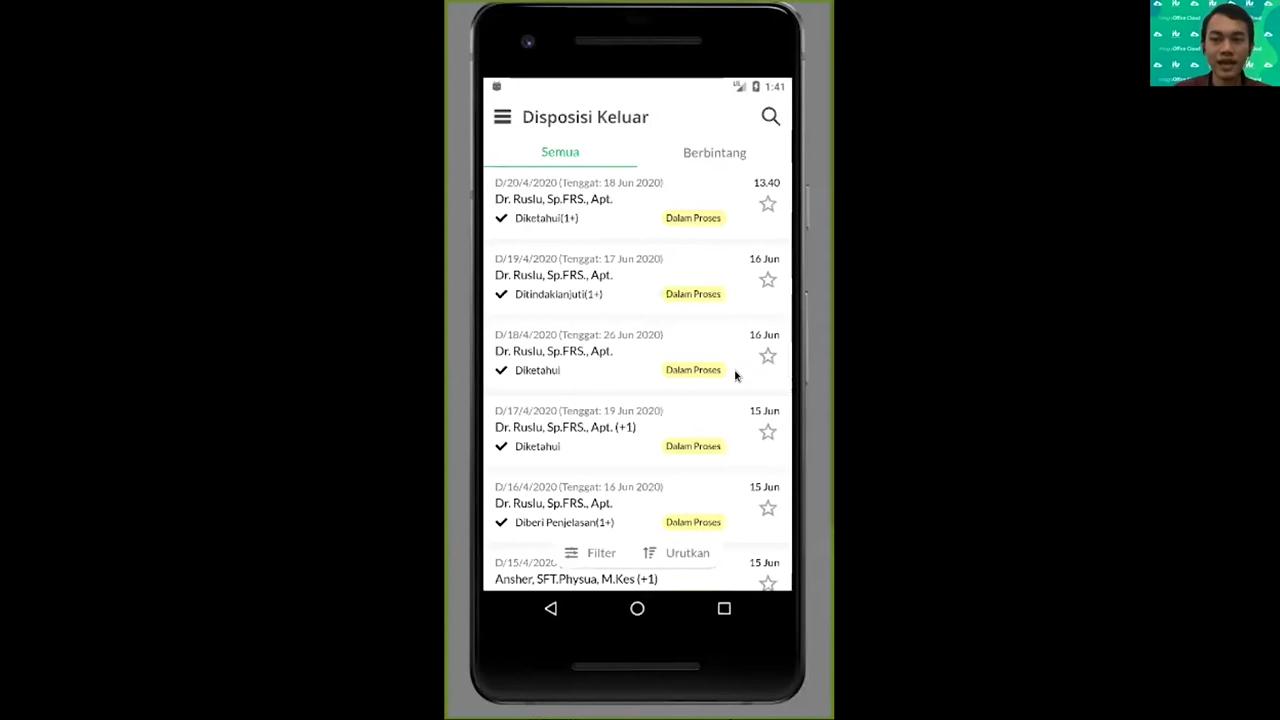 1:41
Disposisi Keluar
Semua
Berbintang
D/20/4/2020 (Tenggat: 18 Jun 2020)
13.40
Dr. Ruslu, Sp.FRS., Apt.
Diketahui(1+)
Dalam Proses
D/19/4/2020 (Tenggat: 17 Jun 2020)
16 Jun
Dr. Ruslu, Sp.FRS., Apt.
Ditindaklanjuti(1+)
Dalam Proses
D/18/4/2020 (Tenggat: 26 Jun 2020)
16 Jun
Dr. Ruslu, Sp.FRS., Apt.
Diketahui
Dalam Proses
D/17/4/2020 (Tenggat: 19 Jun 2020)
15 Jun
Dr. Ruslu, Sp.FRS., Apt. (+1)
Diketahui
Dalam Proses
D/16/4/2020 (Tenggat: 16 Jun 2020)
15 Jun
Dr. Ruslu, Sp.FRS., Apt.
Diberi Penjelasan(1+)
Dalam Proses
Filter
Urutkan
D/15/4/2020
15 Jun
Ansher, SFT.Physua, M.Kes (+1)